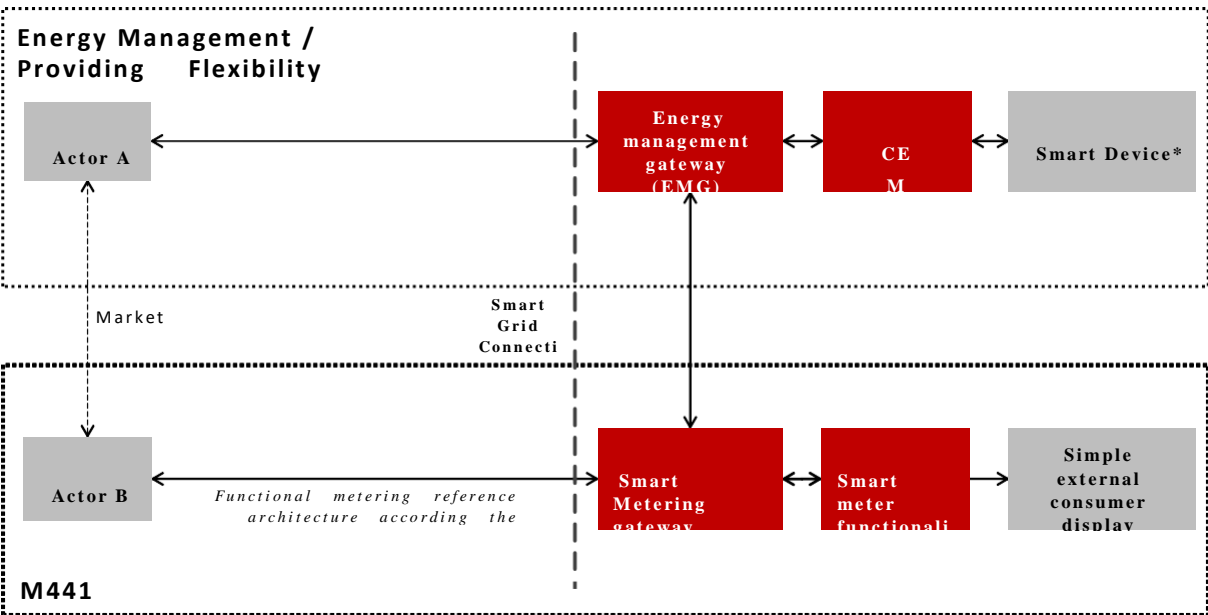 Energy Management /
Providing Flexibility
Actor A
Energy
management
gateway
(EMG)
CE
M
Smart Device*
Market
Smart
Grid
Connecti
Actor B
Functional metering reference
architecture according the
Smart
Metering
gateway
Smart
meter
functionali
Simple
external
consumer
display
M441